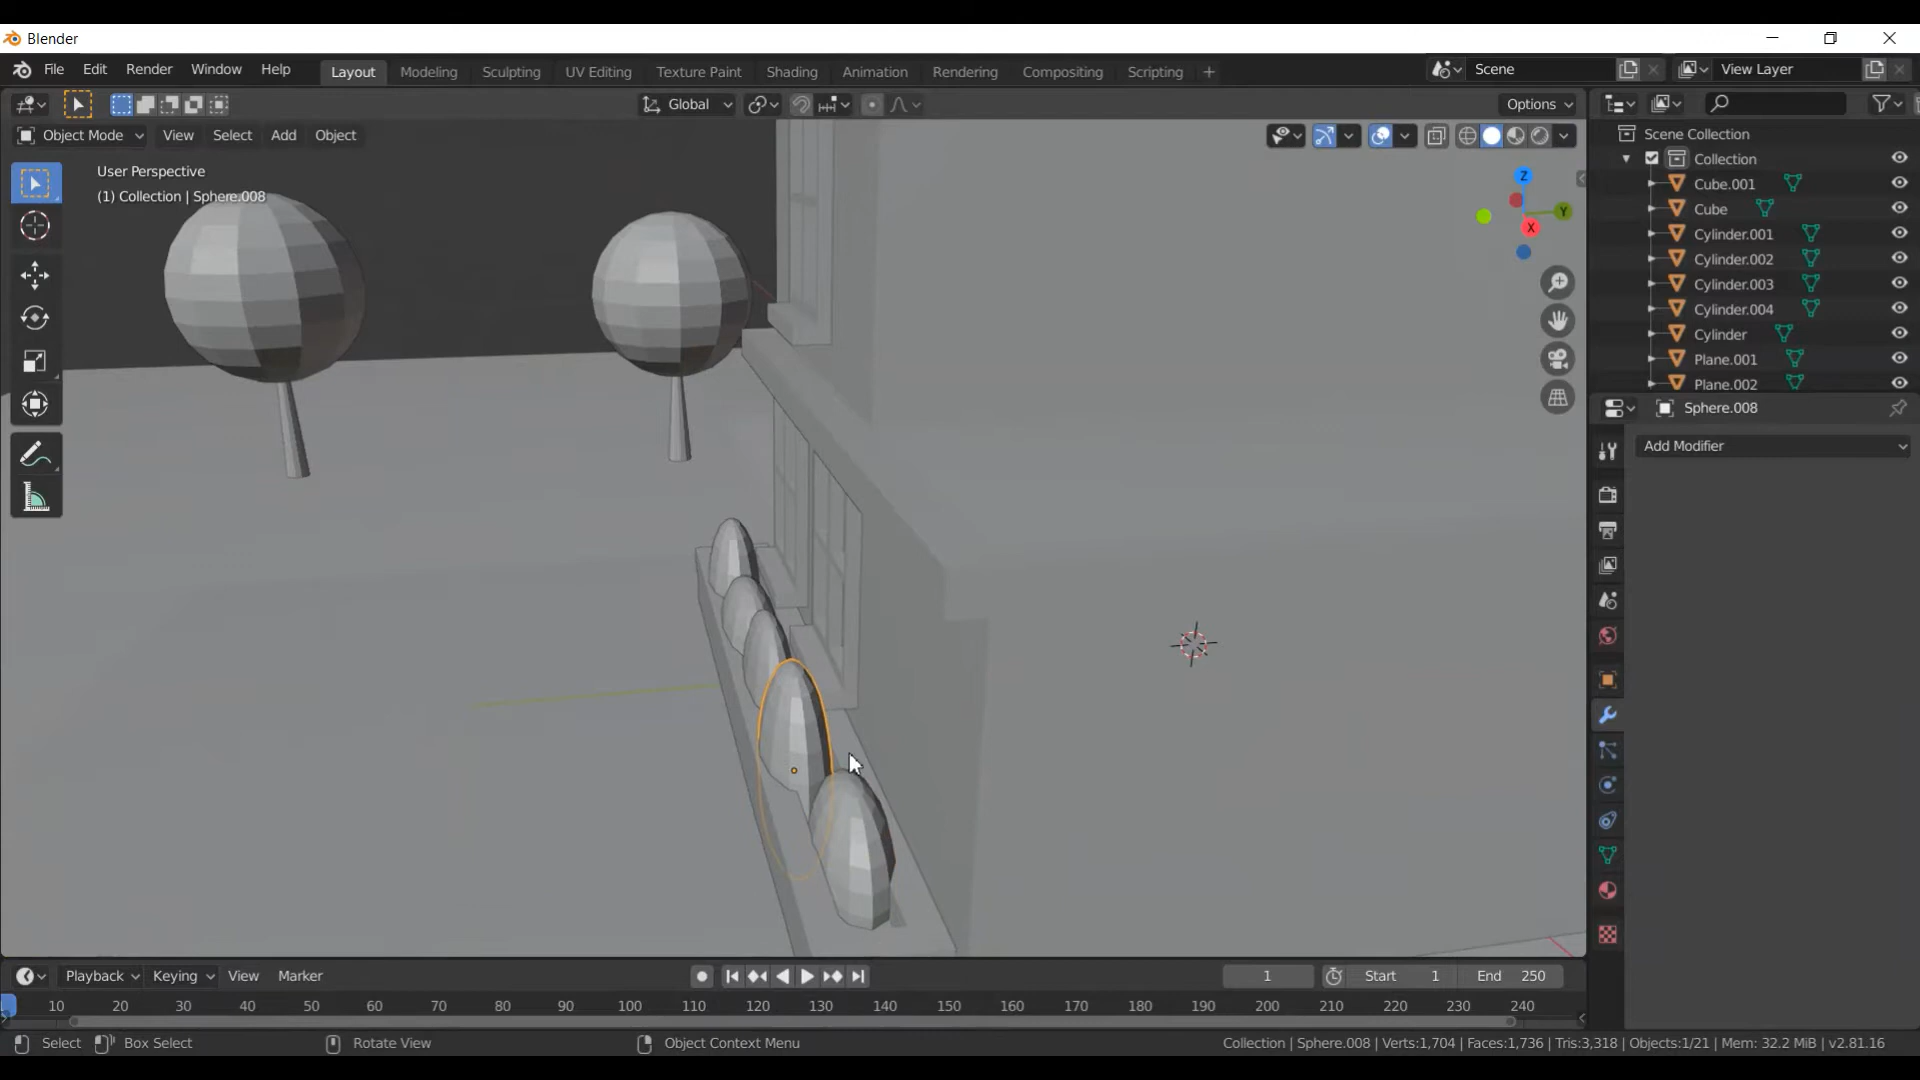 Blender
File Edit Render Window Help Layout Modeling Sculpting UV Editing Texture Paint Shading Animation Rendering Compositing Scripting + Scene View Layer
Global Options
Object Mode View Select Add Object
User Perspective
(1) Collection | Sphere.008
Z
Y
X
Scene Collection
Collection
Cube.001
Cube
Cylinder.001
Cylinder.002
Cylinder.003
Cylinder.004
Cylinder
Plane.001
Plane.002
Sphere.008
Add Modifier
Playback Keying View Marker 1 Start 1 End 250
10 20 30 40 50 60 70 80 90 100 110 120 130 140 150 160 170 180 190 200 210 220 230 240
Select Box Select Rotate View Object Context Menu Collection | Sphere.008 | Verts:1,704 | Faces:1,736 | Tris:3,318 | Objects:1/21 | Mem: 32.2 MiB | v2.81.16